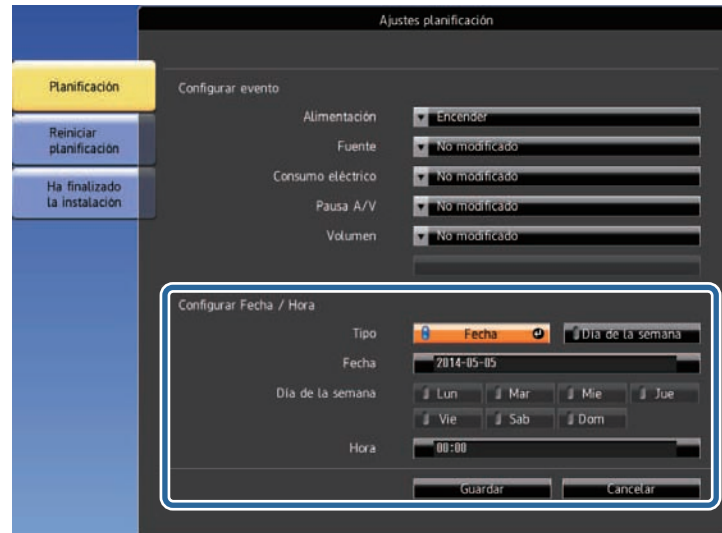 Ajustes planificación
Planificación
Reiniciar
planificación
Ha finalizado
la instalación
Configurar evento
Alimentación Encender
Fuente No modificado
Consumo eléctrico No modificado
Pausa A/V No modificado
Volumen No modificado
Configurar Fecha / Hora
Tipo Fecha Día de la semana
Fecha 2014-05-05
Día de la semana Lun Mar Mie Jue
Vie Sab Dom
Hora 00:00
Guardar Cancelar